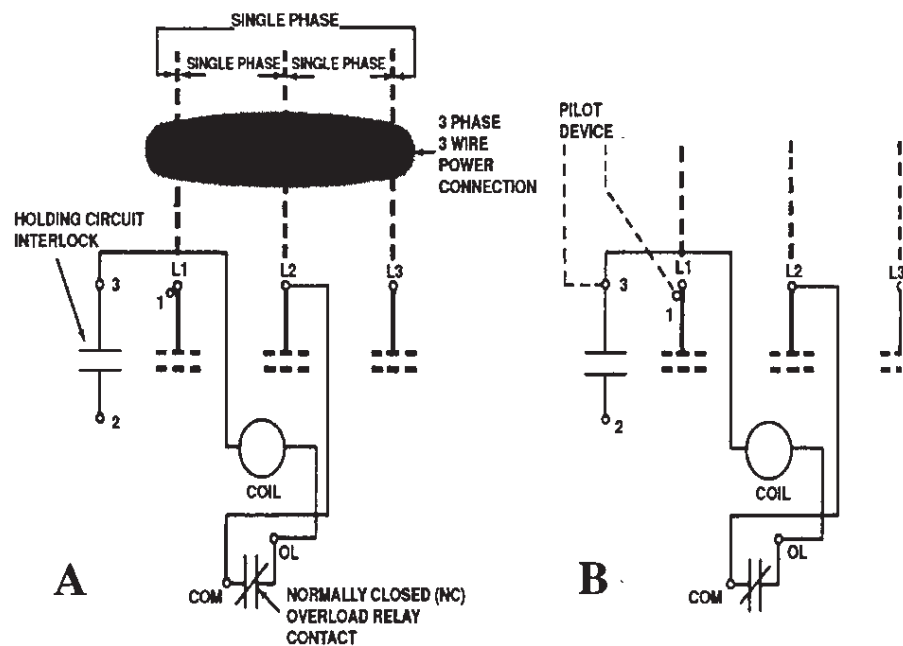 SINGLE PHASE
SINGLE PHASE
SINGLE PHASE
3 PHASE
3 WIRE
POWER
CONNECTION
HOLDING CIRCUIT
INTERLOCK
L1
L2
L3
3
1
2
COIL
OL
COM
NORMALLY CLOSED (NC)
OVERLOAD RELAY
CONTACT
A
PILOT
DEVICE
L1
L2
L3
3
1
2
COIL
OL
COM
B